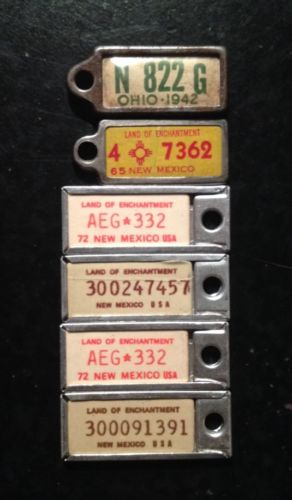 N 822 G
OHIO·1942
LAND OF ENCHANTMENT
4 7362
65 NEW MEXICO
LAND OF ENCHANTMENT
AEG★332
72 NEW MEXICO USA
LAND OF ENCHANTMENT
300247457
NEW MEXICO USA
LAND OF ENCHANTMENT
AEG★332
72 NEW MEXICO USA
LAND OF ENCHANTMENT
300091391
NEW MEXICO USA